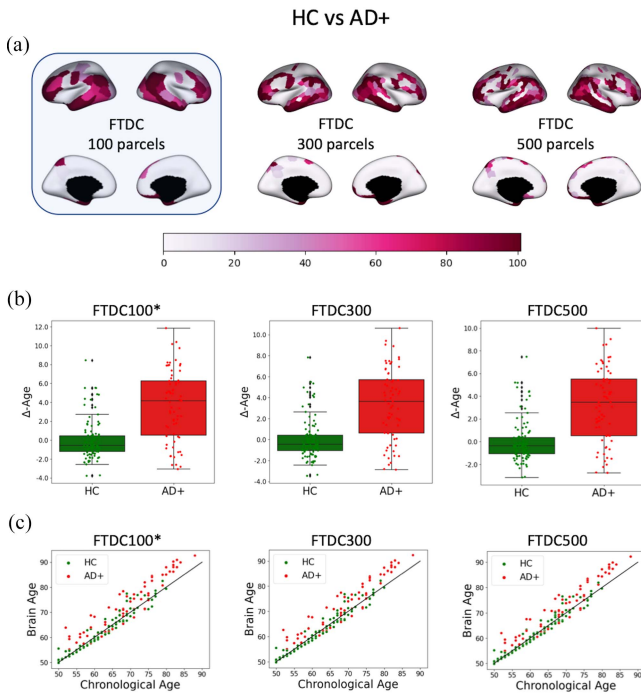 HC vs AD+
(a)
FTDC
100 parcels
FTDC
300 parcels
FTDC
500 parcels
0 20 40 60 80 100
(b)
FTDC100* FTDC300 FTDC500
Δ-Age
12.0
10.0
8.0
6.0
4.0
2.0
0.0
-2.0
-4.0
HC AD+
Δ-Age
10.0
8.0
6.0
4.0
2.0
0.0
-2.0
-4.0
HC AD+
Δ-Age
10.0
8.0
6.0
4.0
2.0
0.0
-2.0
HC AD+
(c)
FTDC100* FTDC300 FTDC500
Brain Age
90
80
70
60
50
HC
AD+
50 55 60 65 70 75 80 85 90
Chronological Age
Brain Age
90
80
70
60
50
HC
AD+
50 55 60 65 70 75 80 85 90
Chronological Age
Brain Age
90
80
70
60
50
HC
AD+
50 55 60 65 70 75 80 85 90
Chronological Age